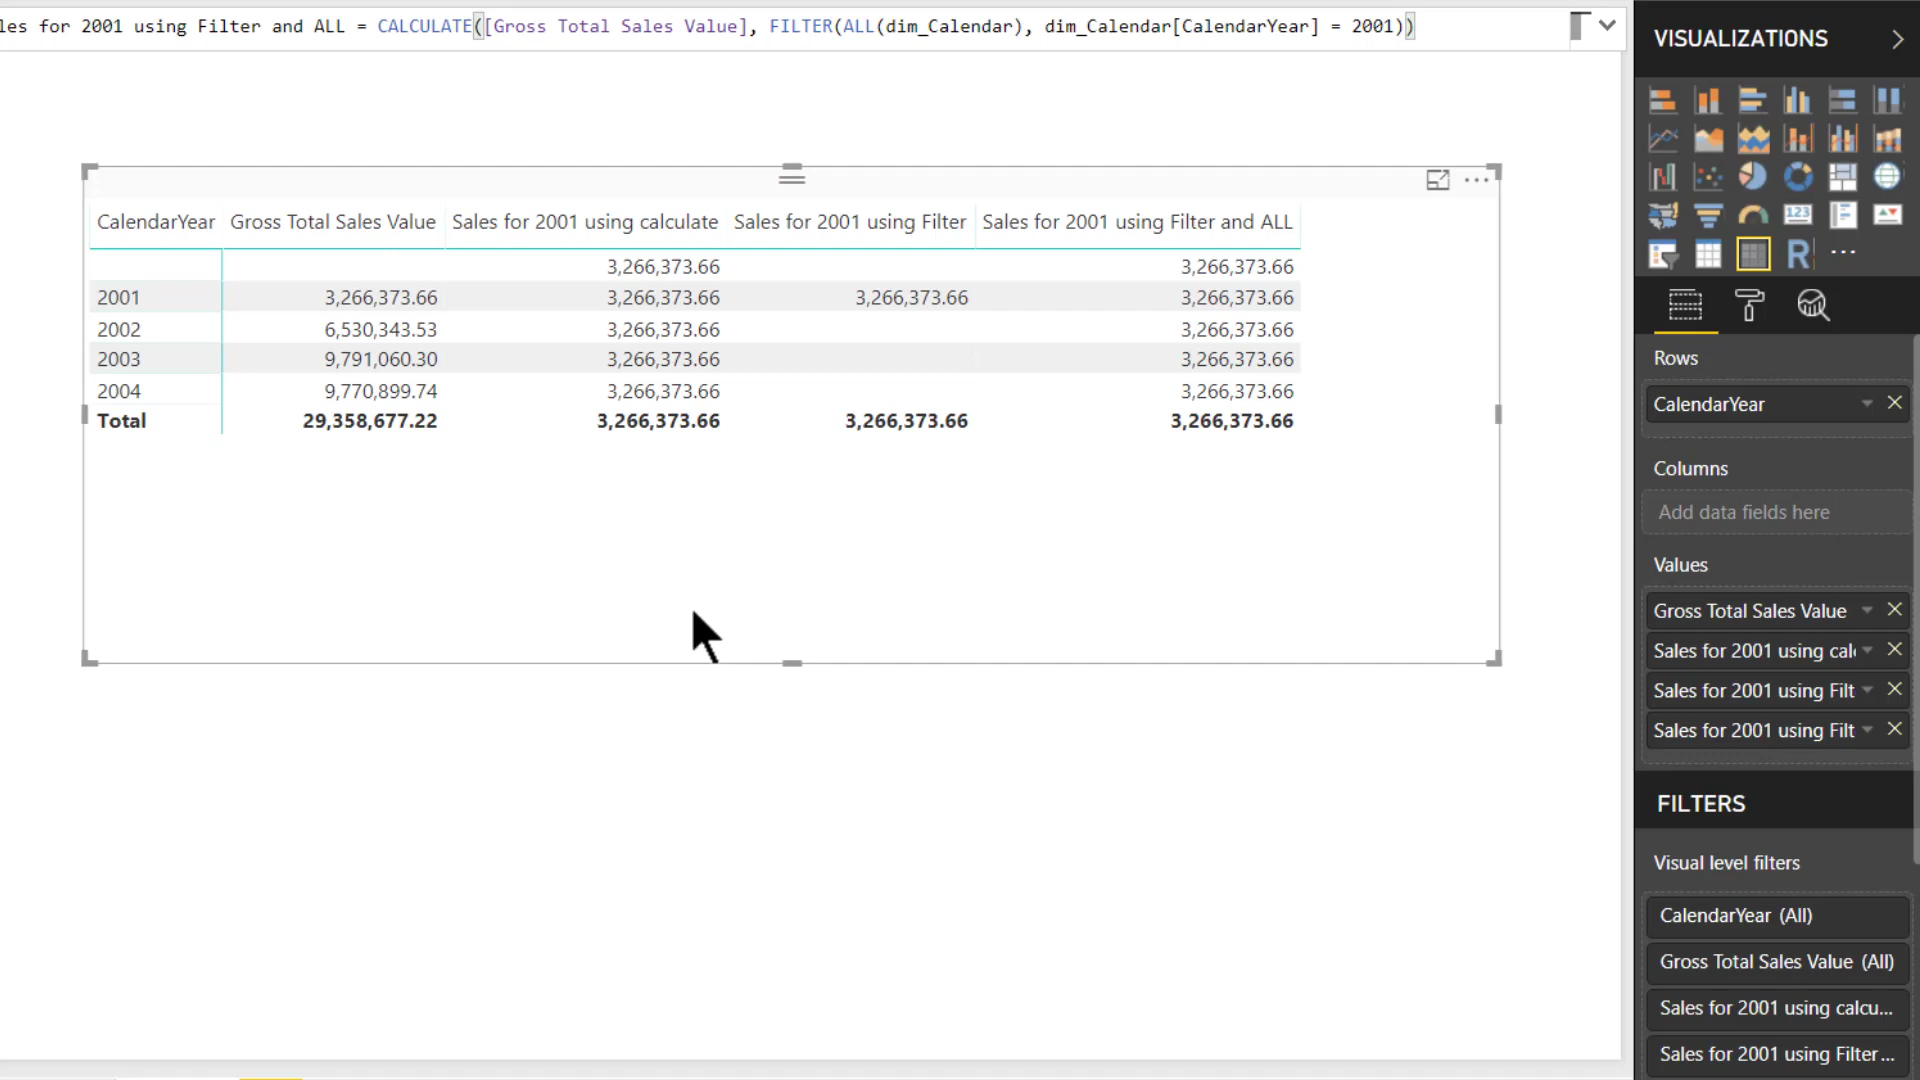 les for 2001 using Filter and ALL = CALCULATE([Gross Total Sales Value], FILTER(ALL(dim_Calendar), dim_Calendar[CalendarYear] = 2001))
CalendarYear Gross Total Sales Value Sales for 2001 using calculate Sales for 2001 using Filter Sales for 2001 using Filter and ALL
3,266,373.66 3,266,373.66
2001 3,266,373.66 3,266,373.66 3,266,373.66 3,266,373.66
2002 6,530,343.53 3,266,373.66 3,266,373.66
2003 9,791,060.30 3,266,373.66 3,266,373.66
2004 9,770,899.74 3,266,373.66 3,266,373.66
Total 29,358,677.22 3,266,373.66 3,266,373.66 3,266,373.66
VISUALIZATIONS
123
R
Rows
CalendarYear
Columns
Add data fields here
Values
Gross Total Sales Value
Sales for 2001 using cal
Sales for 2001 using Filt
Sales for 2001 using Filt
FILTERS
Visual level filters
CalendarYear (All)
Gross Total Sales Value (All)
Sales for 2001 using calcu...
Sales for 2001 using Filter...